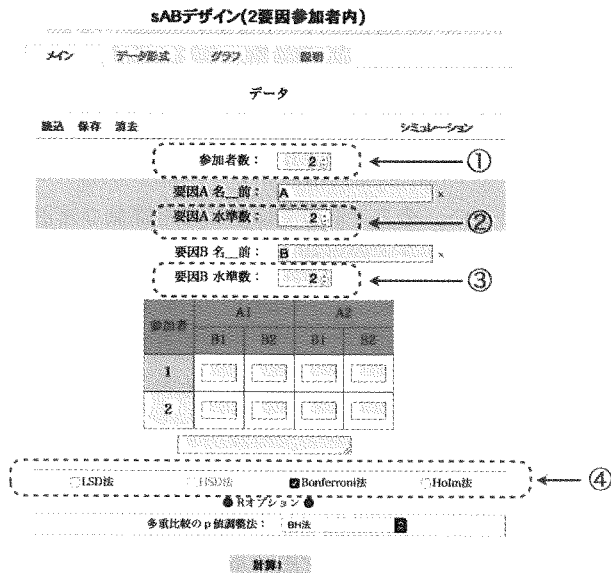 sABデザイン(2要因参加者内)
メイン データ形式 グラフ 説明
データ
読込 保存 消去 シミュレーション
参加者数： 2 ①
要因A 名__前： A ×
要因A 水準数： 2 ②
要因B 名__前： B ×
要因B 水準数： 2 ③
参加者 A1 A2
B1 B2 B1 B2
1
2
④
LSD法 HSD法 Bonferroni法 Holm法
●Rオプション●
多重比較のp値調整法： BH法
計算!